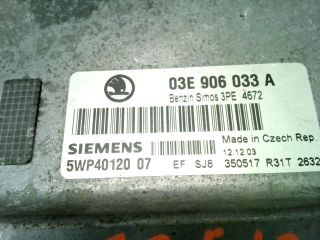 03E 906 033 A
Benzin Simos 3PE 4672
SIEMENS
Made in Czech Rep.
12.12.03
5WP40120 07 EF SJ8 350517 R31T 2632